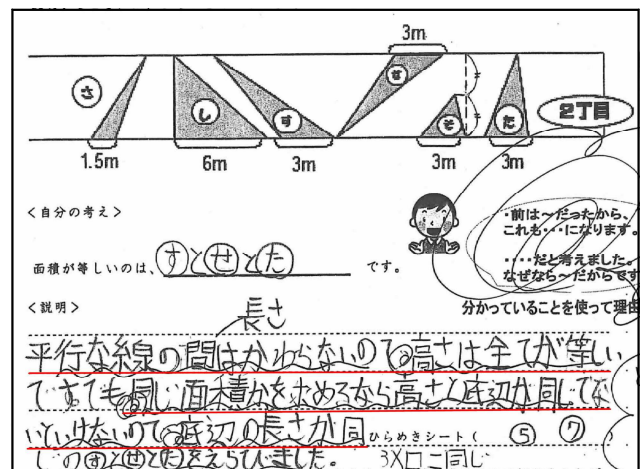 3m
さ
し
す
せ
そ
た
2丁目
1.5m
6m
3m
3m
3m
<自分の考え>
面積が等しいのは、すとせとた です。
・前は~だったから、
これも・・・になります。
・・・・だと考えました。
なぜなら~だからです
分かっていることを使って理由
<説明>
長さ
平行な線の間はかわらないので高さは全てが等しい
です。でも同じ面積かを求めるなら高さと底辺が同じでな
いといけないので底辺の長さが同
ひらめきシート( ⑤ ⑦ )
じのすとせとたをえらびました。 3×□=同じ